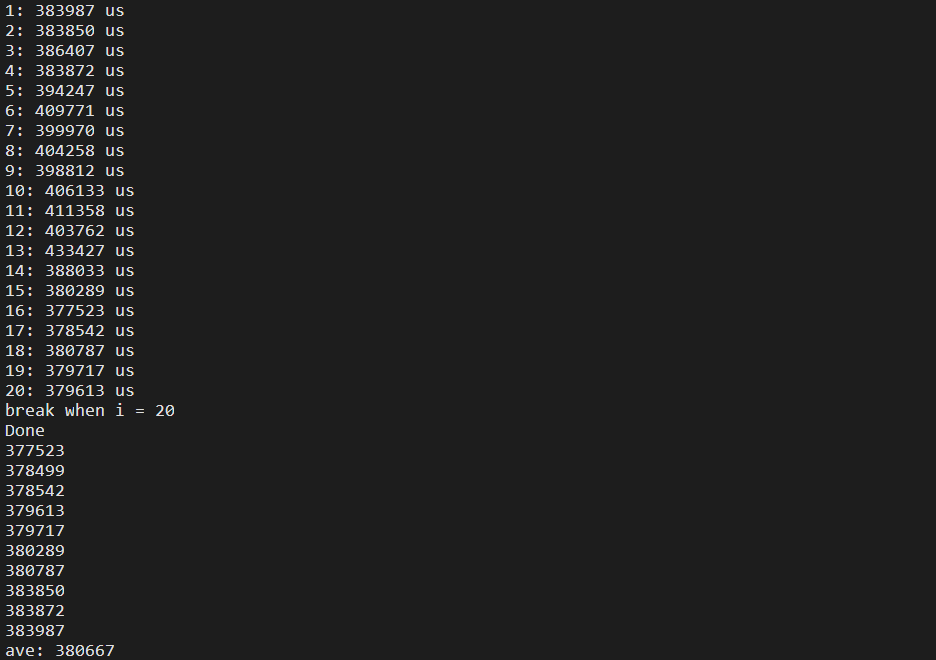 1: 383987 us
2: 383850 us
3: 386407 us
4: 383872 us
5: 394247 us
6: 409771 us
7: 399970 us
8: 404258 us
9: 398812 us
10: 406133 us
11: 411358 us
12: 403762 us
13: 433427 us
14: 388033 us
15: 380289 us
16: 377523 us
17: 378542 us
18: 380787 us
19: 379717 us
20: 379613 us
break when i = 20
Done
377523
378499
378542
379613
379717
380289
380787
383850
383872
383987
ave: 380667